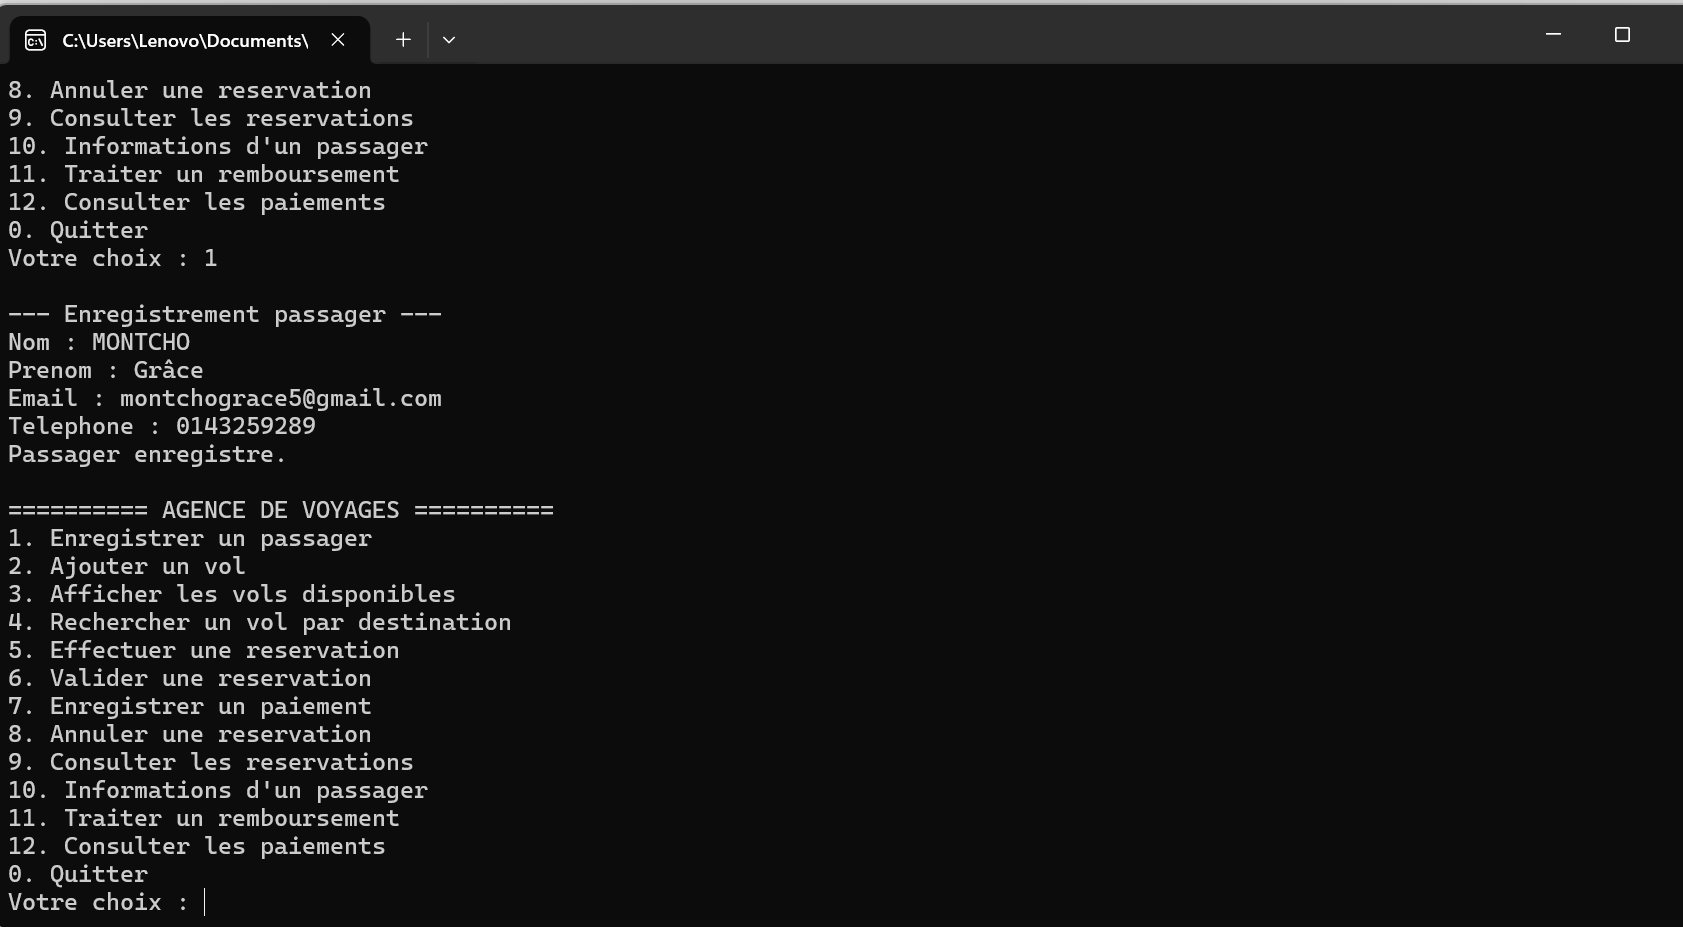 C:\Users\Lenovo\Documents\
8. Annuler une reservation
9. Consulter les reservations
10. Informations d'un passager
11. Traiter un remboursement
12. Consulter les paiements
0. Quitter
Votre choix : 1
--- Enregistrement passager ---
Nom : MONTCHO
Prenom : Grâce
Email : montchograce5@gmail.com
Telephone : 0143259289
Passager enregistre.
========== AGENCE DE VOYAGES ==========
1. Enregistrer un passager
2. Ajouter un vol
3. Afficher les vols disponibles
4. Rechercher un vol par destination
5. Effectuer une reservation
6. Valider une reservation
7. Enregistrer un paiement
8. Annuler une reservation
9. Consulter les reservations
10. Informations d'un passager
11. Traiter un remboursement
12. Consulter les paiements
0. Quitter
Votre choix :